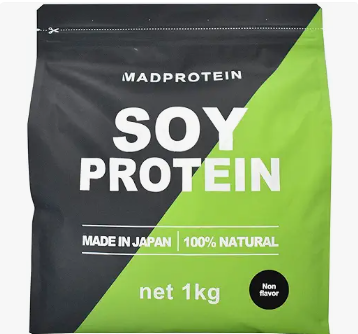 MADPROTEIN
SOY
PROTEIN
MADE IN JAPAN | 100% NATURAL
net 1kg
Non
flavor